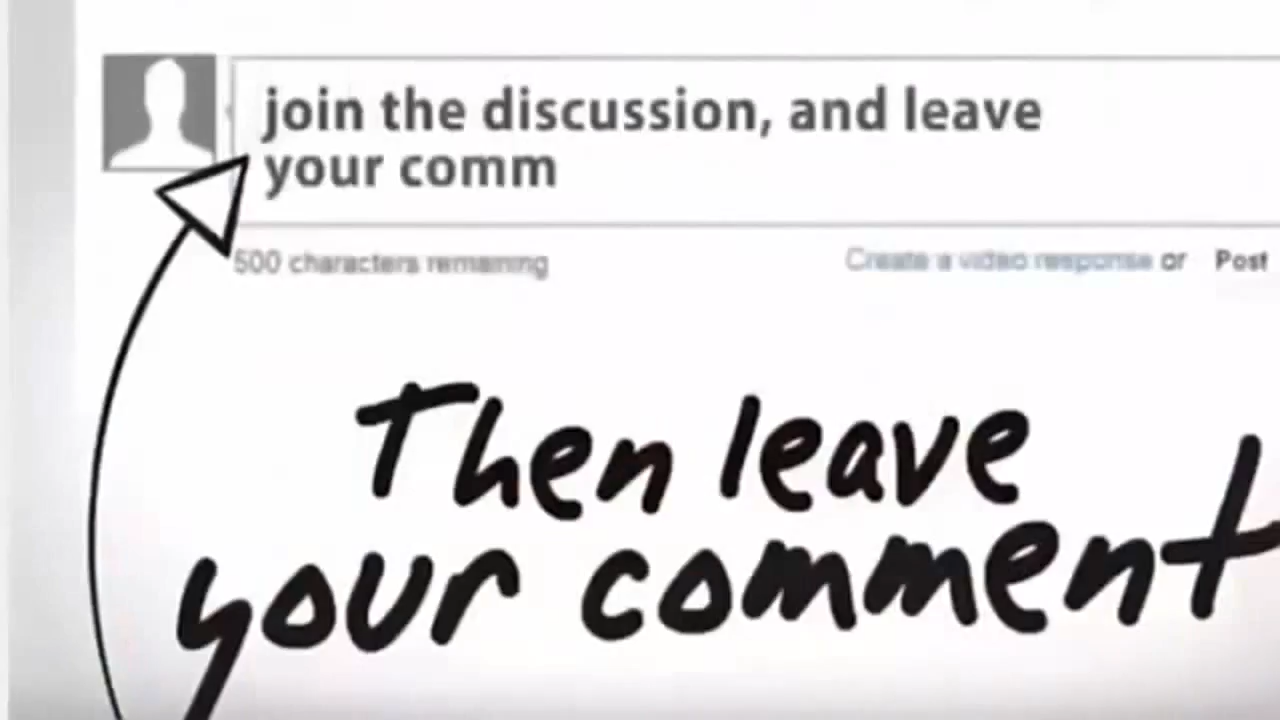 join the discussion, and leave
your comm
500 characters remaining
Create a video response or Post
Then leave
your comment